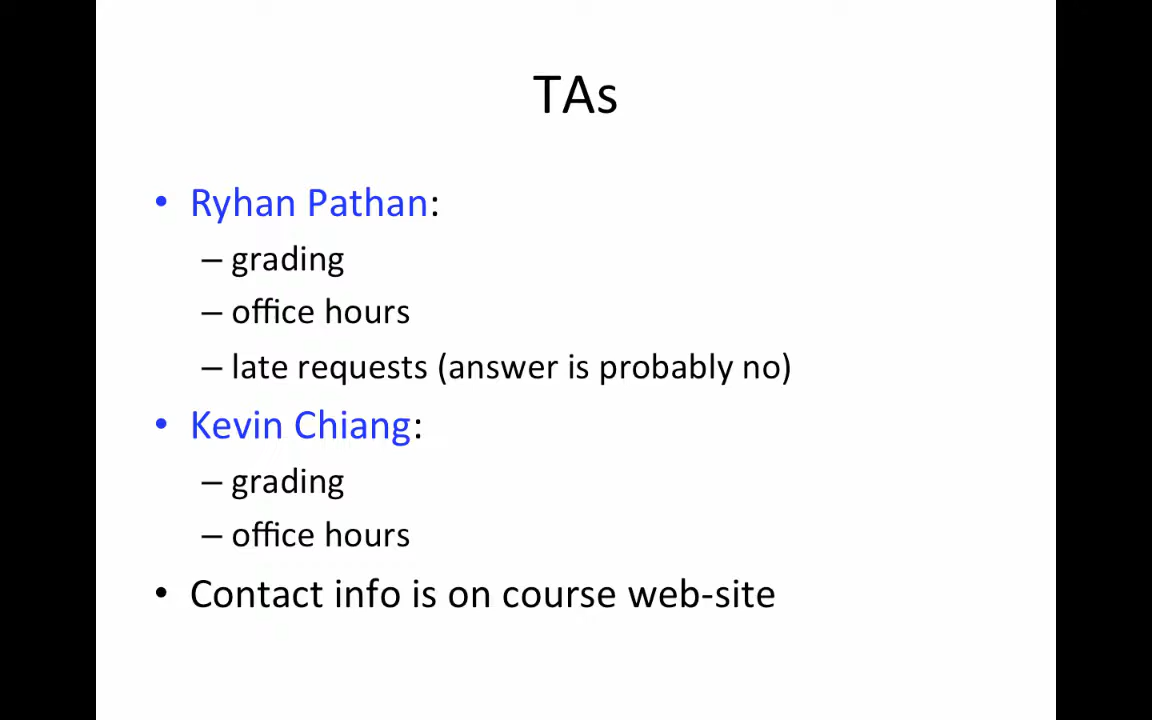 TAs
• Ryhan Pathan:
– grading
– office hours
– late requests (answer is probably no)
• Kevin Chiang:
– grading
– office hours
• Contact info is on course web-site